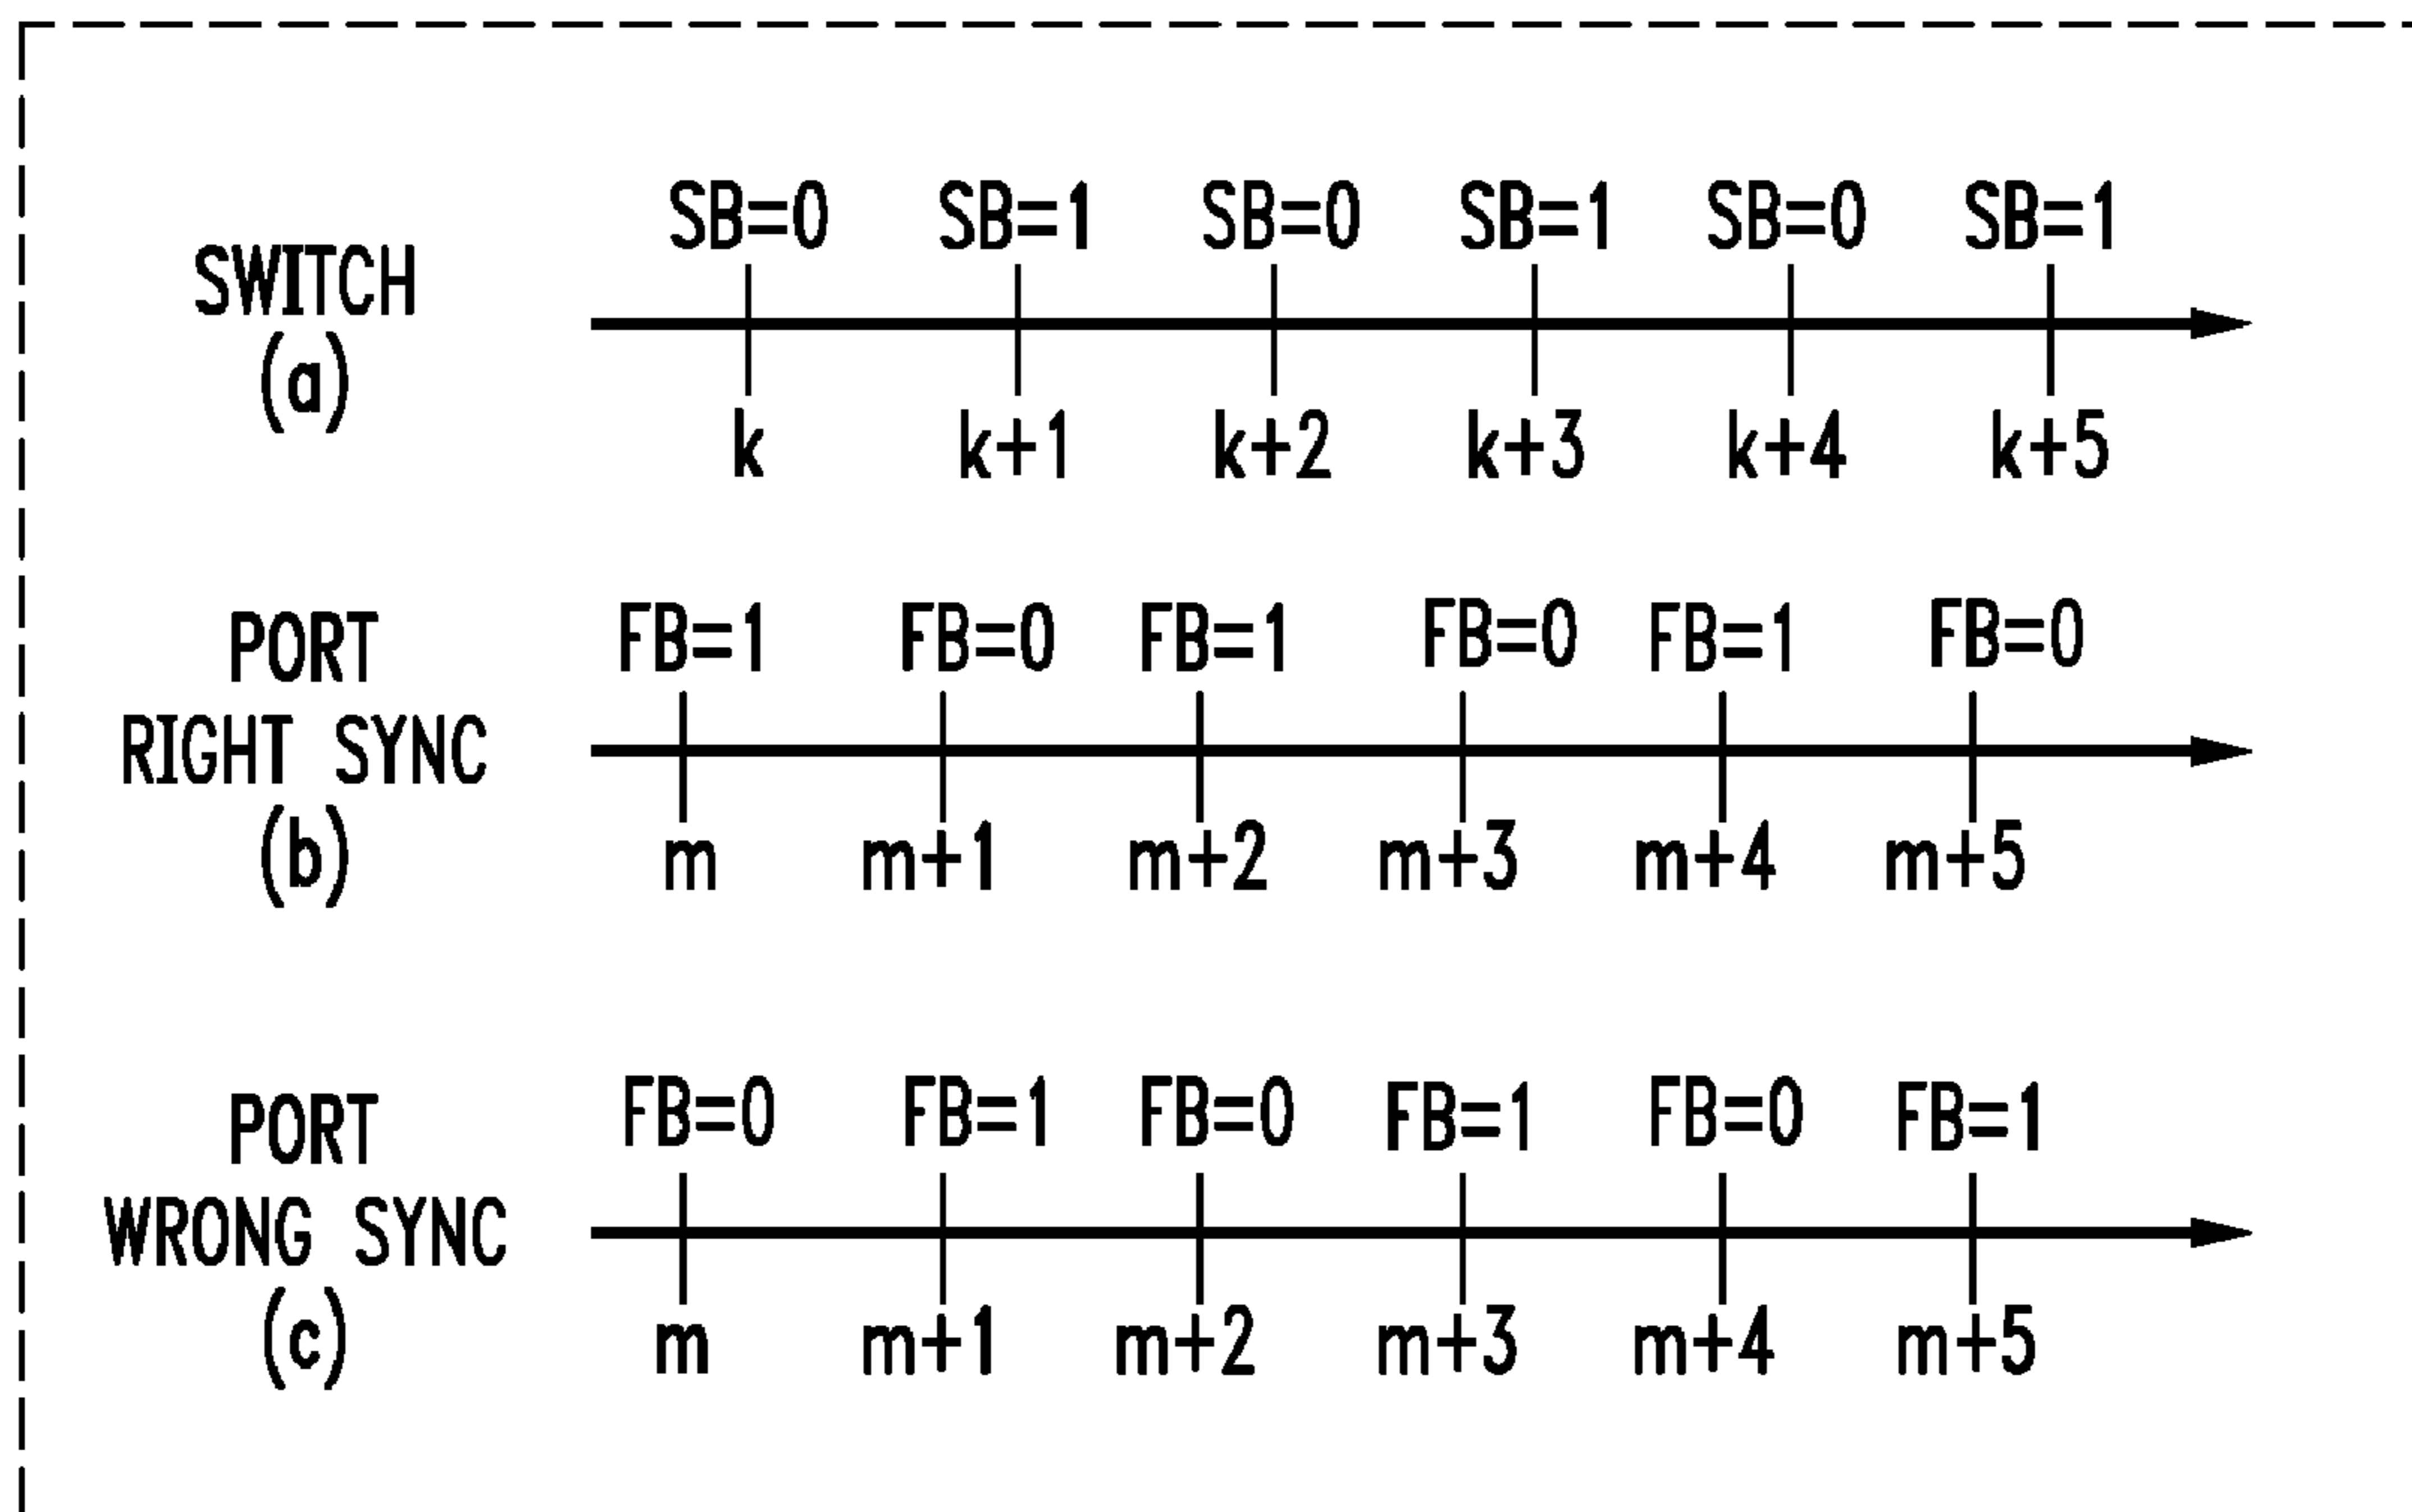 SB=0 SB=1 SB=0 SB=1 SB=0 SB=1
SWITCH
(a)
k k+1 k+2 k+3 k+4 k+5
FB=1 FB=0 FB=1 FB=0 FB=1 FB=0
PORT
RIGHT SYNC
(b)
m m+1 m+2 m+3 m+4 m+5
FB=0 FB=1 FB=0 FB=1 FB=0 FB=1
PORT
WRONG SYNC
(c)
m m+1 m+2 m+3 m+4 m+5